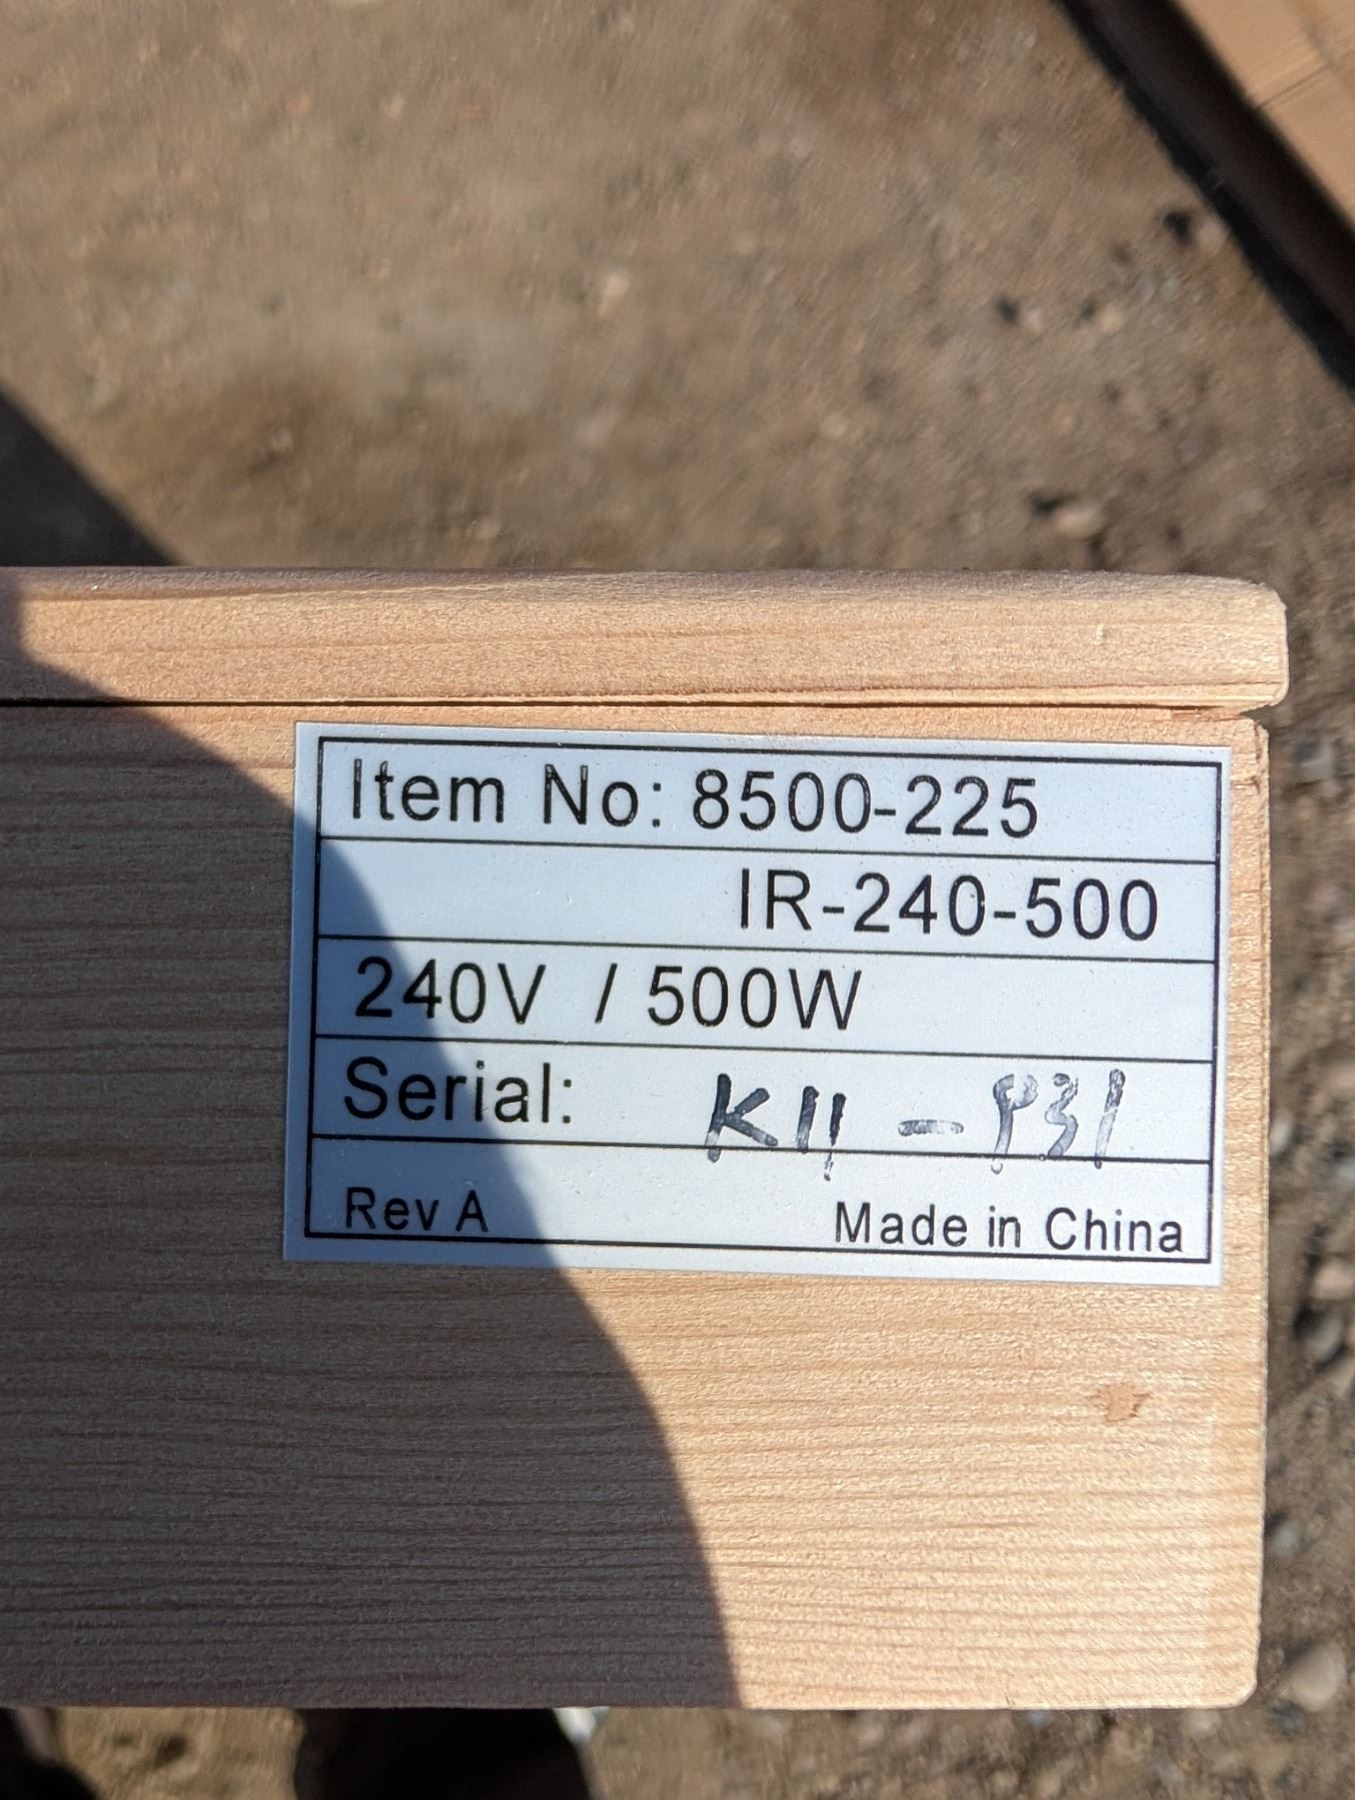 Item No: 8500-225
IR-240-500
240V / 500W
Serial: K11 - P31
Rev A Made in China